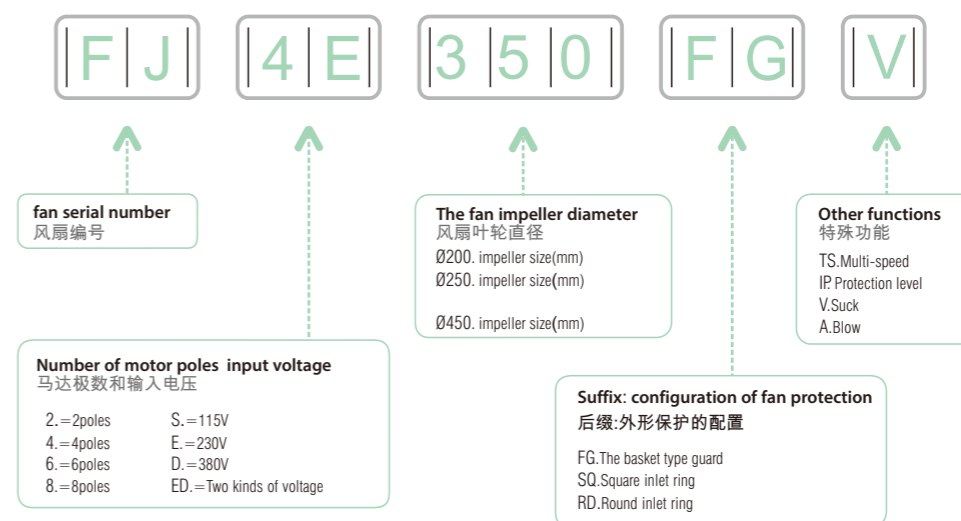 FJ 4E 350 FG V
fan serial number
风扇编号
The fan impeller diameter
风扇叶轮直径
Ø200. impeller size(mm)
Ø250. impeller size(mm)
Ø450. impeller size(mm)
Other functions
特殊功能
TS.Multi-speed
IP. Protection level
V.Suck
A.Blow
Number of motor poles input voltage
马达极数和输入电压
2.=2poles S.=115V
4.=4poles E.=230V
6.=6poles D.=380V
8.=8poles ED.=Two kinds of voltage
Suffix: configuration of fan protection
后缀:外形保护的配置
FG.The basket type guard
SQ.Square inlet ring
RD.Round inlet ring